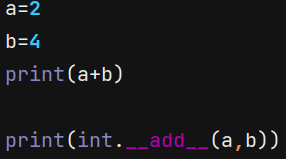 a=2
b=4
print(a+b)
print(int.__add__(a,b))